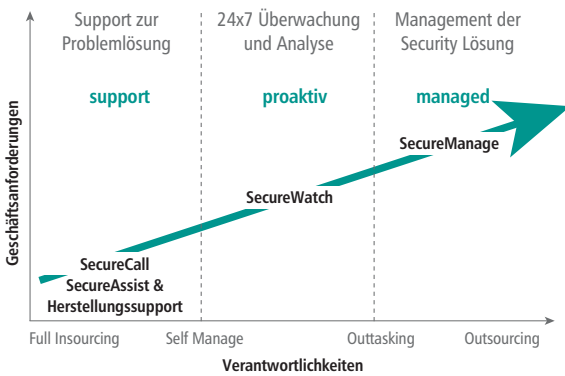 Support zur
Problemlösung
24x7 Überwachung
und Analyse
Management der
Security Lösung
support
proaktiv
managed
Geschäftsanforderungen
SecureManage
SecureWatch
SecureCall
SecureAssist &
Herstellungssupport
Full Insourcing
Self Manage
Outtasking
Outsourcing
Verantwortlichkeiten